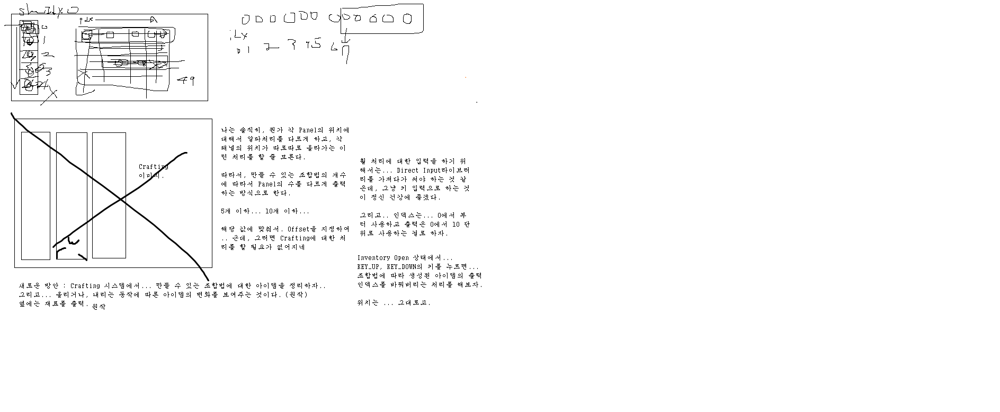 idx
0
1
2
3
49
idx
0 1 2 3 4 5 6 7
Crafting
나는 솔직히, 뭔가 각 Panel의 위치에
대해서 알파처리를 다르게 하고, 각
패널의 위치가 따로따로 올라가는 이
런 처리를 할 줄 모른다.
따라서, 만들 수 있는 조합법의 개수
에 따라서 Panel의 수를 다르게 출력
하는 방식으로 한다.
5개 이하... 10개 이하...
해당 값에 맞춰서. Offset을 지정하여
.. 근데, 그러면 Crafting에 대한 처
리를 할 필요가 없어지네
휠 처리에 대한 입력을 하기 위
해서는... Direct Input라이브러
리를 가져다가 써야 하는 것 같
은데, 그냥 키 입력으로 하는 것
이 정신 건강에 좋겠다.
그리고.. 인덱스는... 0에서 부
터 사용하고 출력은 0에서 10 단
위로 사용하는 걸로 하자.
Inventory Open 상태에서...
KEY_UP, KEY_DOWN의 키를 누르면...
조합법에 따라 생성된 아이템의 출력
인덱스를 바꿔버리는 처리를 해보자.
위치는 ... 그대로고.
새로운 방안 : Crafting 시스템에서... 만들 수 있는 조합법에 대한 아이템을 정리하자..
그리고... 올리거나, 내리는 동작에 따른 아이템의 변화를 보여주는 것이다. (원작)
옆에는 재료를 출력. 원작